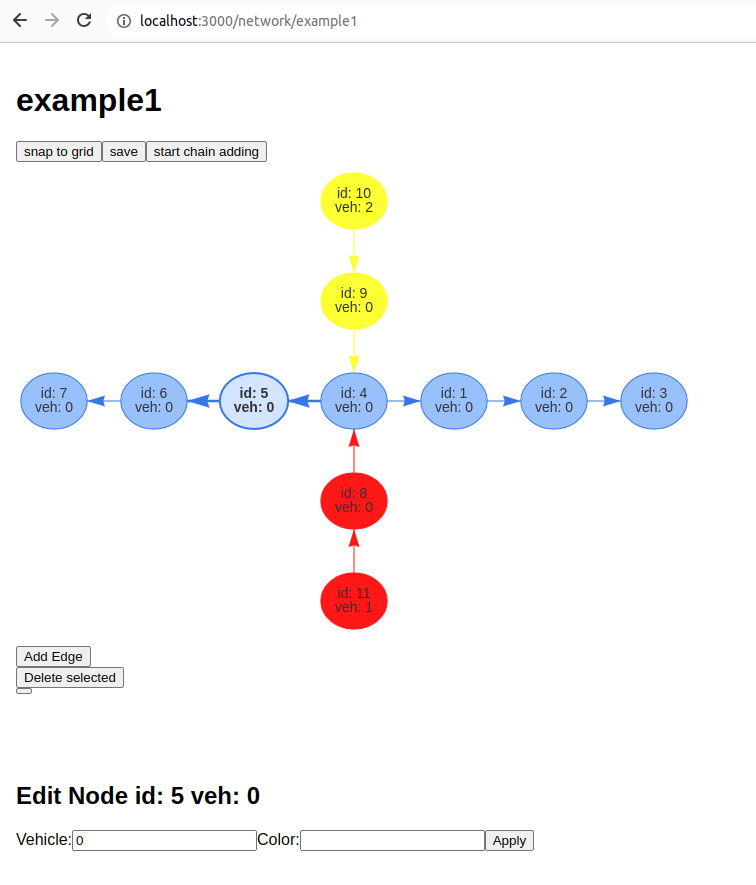 localhost:3000/network/example1
example1
snap to grid save start chain adding
id: 10
veh: 2
id: 9
veh: 0
id: 7 id: 6 id: 5 id: 4 id: 1 id: 2 id: 3
veh: 0 veh: 0 veh: 0 veh: 0 veh: 0 veh: 0 veh: 0
id: 8
veh: 0
id: 11
veh: 1
Add Edge
Delete selected
Edit Node id: 5 veh: 0
Vehicle: 0 Color: Apply